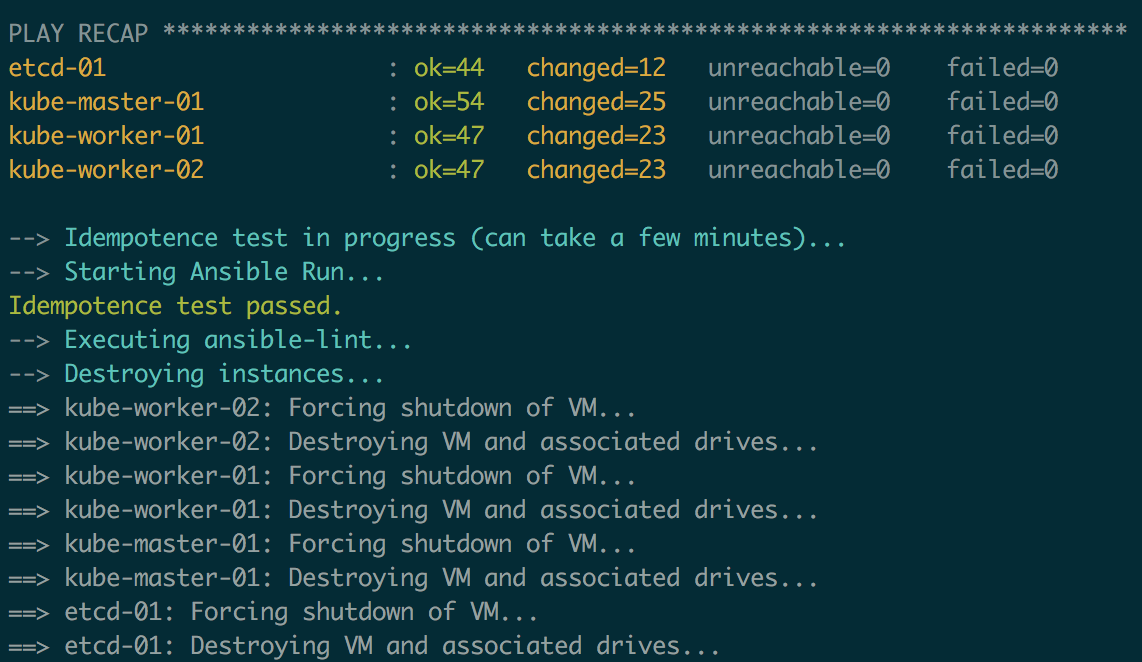 PLAY RECAP *********************************************************************
etcd-01                    : ok=44   changed=12   unreachable=0    failed=0
kube-master-01             : ok=54   changed=25   unreachable=0    failed=0
kube-worker-01             : ok=47   changed=23   unreachable=0    failed=0
kube-worker-02             : ok=47   changed=23   unreachable=0    failed=0
--> Idempotence test in progress (can take a few minutes)...
--> Starting Ansible Run...
Idempotence test passed.
--> Executing ansible-lint...
--> Destroying instances...
==> kube-worker-02: Forcing shutdown of VM...
==> kube-worker-02: Destroying VM and associated drives...
==> kube-worker-01: Forcing shutdown of VM...
==> kube-worker-01: Destroying VM and associated drives...
==> kube-master-01: Forcing shutdown of VM...
==> kube-master-01: Destroying VM and associated drives...
==> etcd-01: Forcing shutdown of VM...
==> etcd-01: Destroying VM and associated drives...